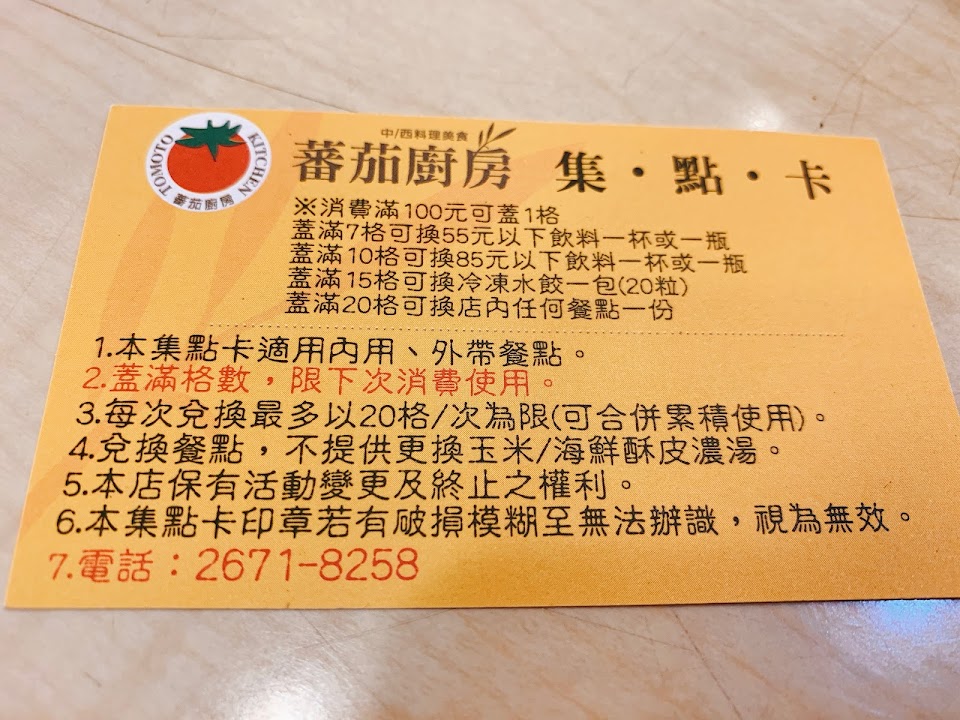 TOMOTO KITCHEN
蕃茄廚房
中/西料理美食
蕃茄廚房 集・點・卡
※消費滿100元可蓋1格
蓋滿7格可換55元以下飲料一杯或一瓶
蓋滿10格可換85元以下飲料一杯或一瓶
蓋滿15格可換冷凍水餃一包(20粒)
蓋滿20格可換店內任何餐點一份
1.本集點卡適用內用、外帶餐點。
2.蓋滿格數，限下次消費使用。
3.每次兌換最多以20格/次為限(可合併累積使用)。
4.兌換餐點，不提供更換玉米/海鮮酥皮濃湯。
5.本店保有活動變更及終止之權利。
6.本集點卡印章若有破損模糊至無法辦識，視為無效。
7.電話：2671-8258